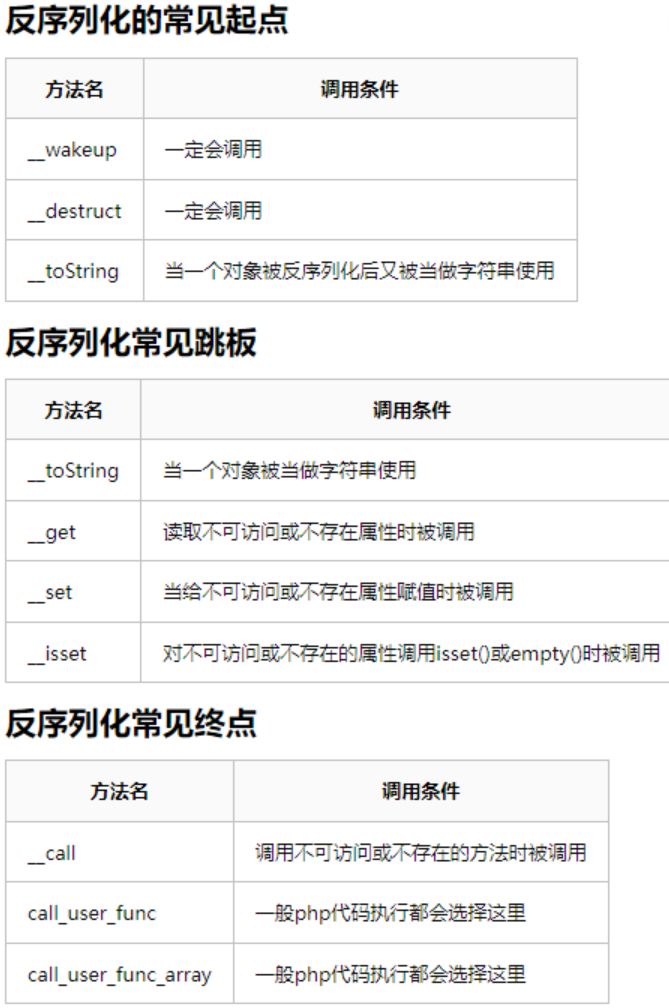 反序列化的常见起点
方法名 调用条件
__wakeup 一定会调用
__destruct 一定会调用
__toString 当一个对象被反序列化后又被当做字符串使用
反序列化常见跳板
方法名 调用条件
__toString 当一个对象被当做字符串使用
__get 读取不可访问或不存在属性时被调用
__set 当给不可访问或不存在属性赋值时被调用
__isset 对不可访问或不存在的属性调用isset()或empty()时被调用
反序列化常见终点
方法名 调用条件
__call 调用不可访问或不存在的方法时被调用
call_user_func 一般php代码执行都会选择这里
call_user_func_array 一般php代码执行都会选择这里